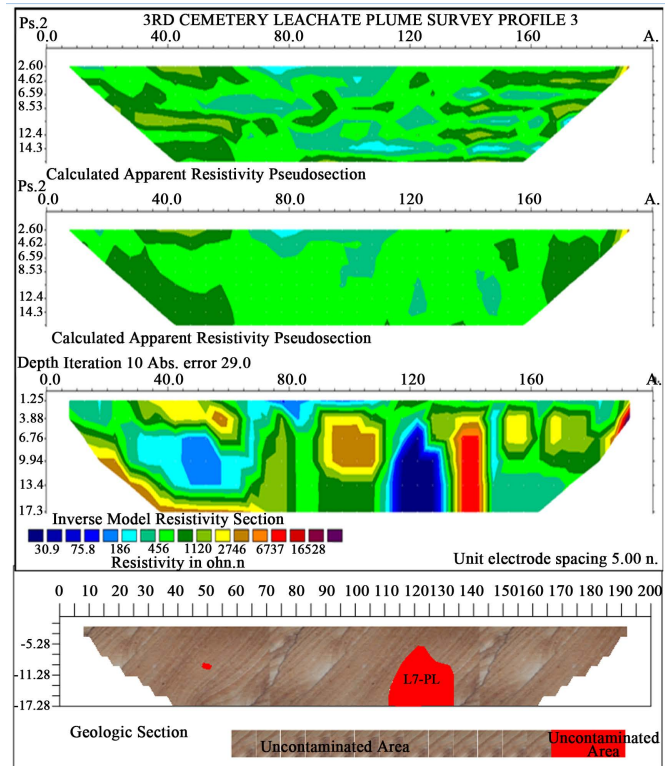 3RD CEMETERY LEACHATE PLUME SURVEY PROFILE 3
Ps.2
0.0 40.0 80.0 120 160 A.
2.60
4.62
6.59
8.53
12.4
14.3
Calculated Apparent Resistivity Pseudosection
Ps.2
0.0 40.0 80.0 120 160 A.
2.60
4.62
6.59
8.53
12.4
14.3
Calculated Apparent Resistivity Pseudosection
Depth Iteration 10 Abs. error 29.0
0.0 40.0 80.0 120 160 A.
1.25
3.88
6.76
9.94
13.4
17.3
Inverse Model Resistivity Section
30.9 75.8 186 456 1120 2746 6737 16528
Resistivity in ohn.n
Unit electrode spacing 5.00 n.
0 10 20 30 40 50 60 70 80 90 100 110 120 130 140 150 160 170 180 190 200
-5.28
-11.28
-17.28
L7-PL
Geologic Section
Uncontaminated Area
Uncontaminated
Area